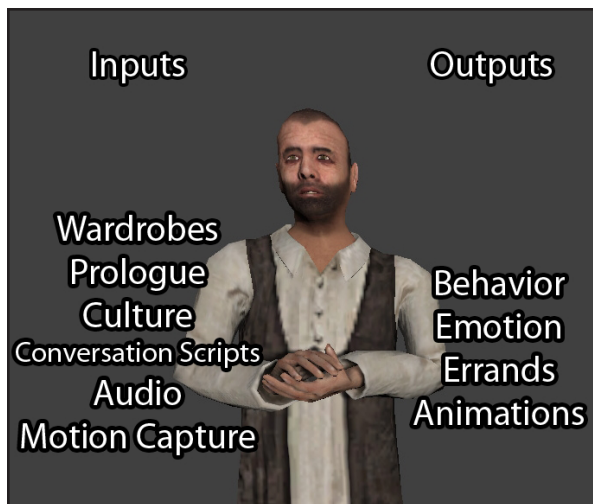 Inputs
Outputs
Wardrobes
Prologue
Culture
Conversation Scripts
Audio
Motion Capture
Behavior
Emotion
Errands
Animations